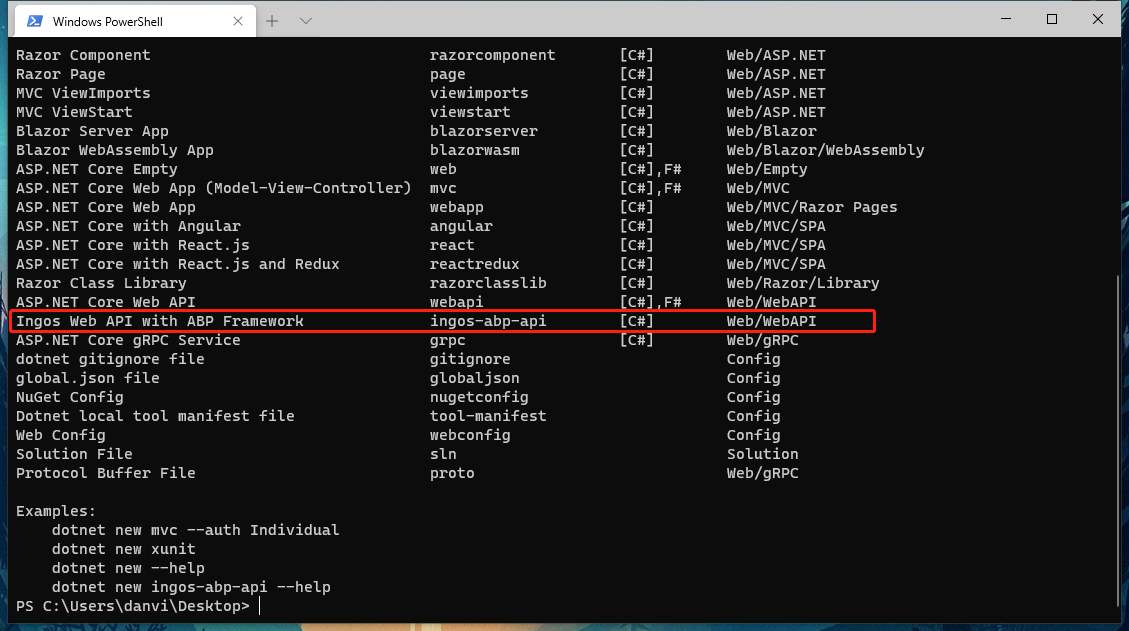 Windows PowerShell
Razor Component razorcomponent [C#] Web/ASP.NET
Razor Page page [C#] Web/ASP.NET
MVC ViewImports viewimports [C#] Web/ASP.NET
MVC ViewStart viewstart [C#] Web/ASP.NET
Blazor Server App blazorserver [C#] Web/Blazor
Blazor WebAssembly App blazorwasm [C#] Web/Blazor/WebAssembly
ASP.NET Core Empty web [C#],F# Web/Empty
ASP.NET Core Web App (Model-View-Controller) mvc [C#],F# Web/MVC
ASP.NET Core Web App webapp [C#] Web/MVC/Razor Pages
ASP.NET Core with Angular angular [C#] Web/MVC/SPA
ASP.NET Core with React.js react [C#] Web/MVC/SPA
ASP.NET Core with React.js and Redux reactredux [C#] Web/MVC/SPA
Razor Class Library razorclasslib [C#] Web/Razor/Library
ASP.NET Core Web API webapi [C#],F# Web/WebAPI
Ingos Web API with ABP Framework ingos-abp-api [C#] Web/WebAPI
ASP.NET Core gRPC Service grpc [C#] Web/gRPC
dotnet gitignore file gitignore Config
global.json file globaljson Config
NuGet Config nugetconfig Config
Dotnet local tool manifest file tool-manifest Config
Web Config webconfig Config
Solution File sln Solution
Protocol Buffer File proto Web/gRPC
Examples:
dotnet new mvc --auth Individual
dotnet new xunit
dotnet new --help
dotnet new ingos-abp-api --help
PS C:\Users\danvi\Desktop>